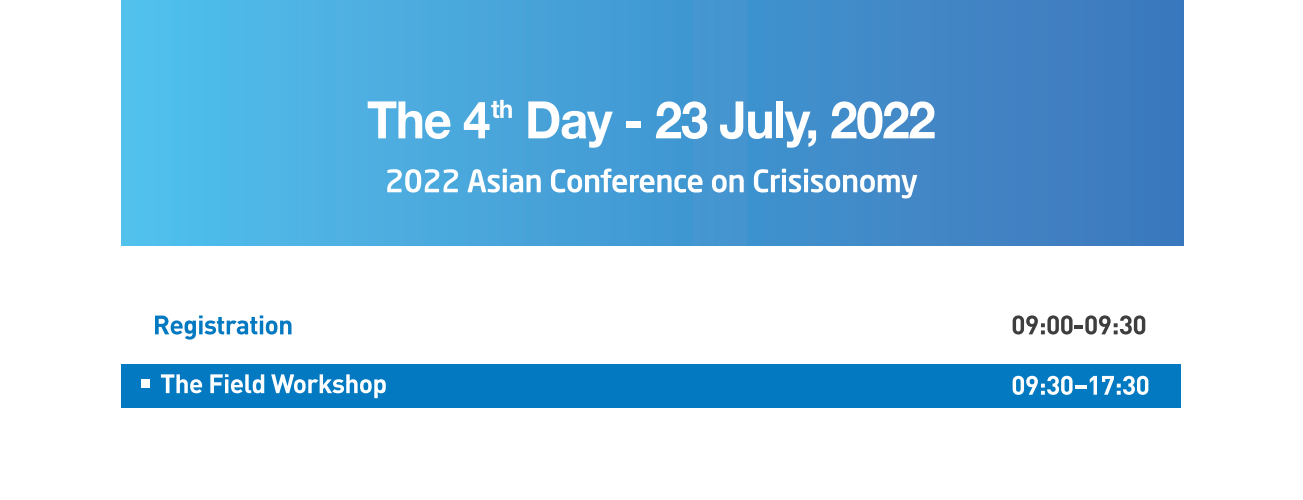 The 4th Day - 23 July, 2022
2022 Asian Conference on Crisisonomy
Registration 09:00-09:30
▪ The Field Workshop 09:30–17:30